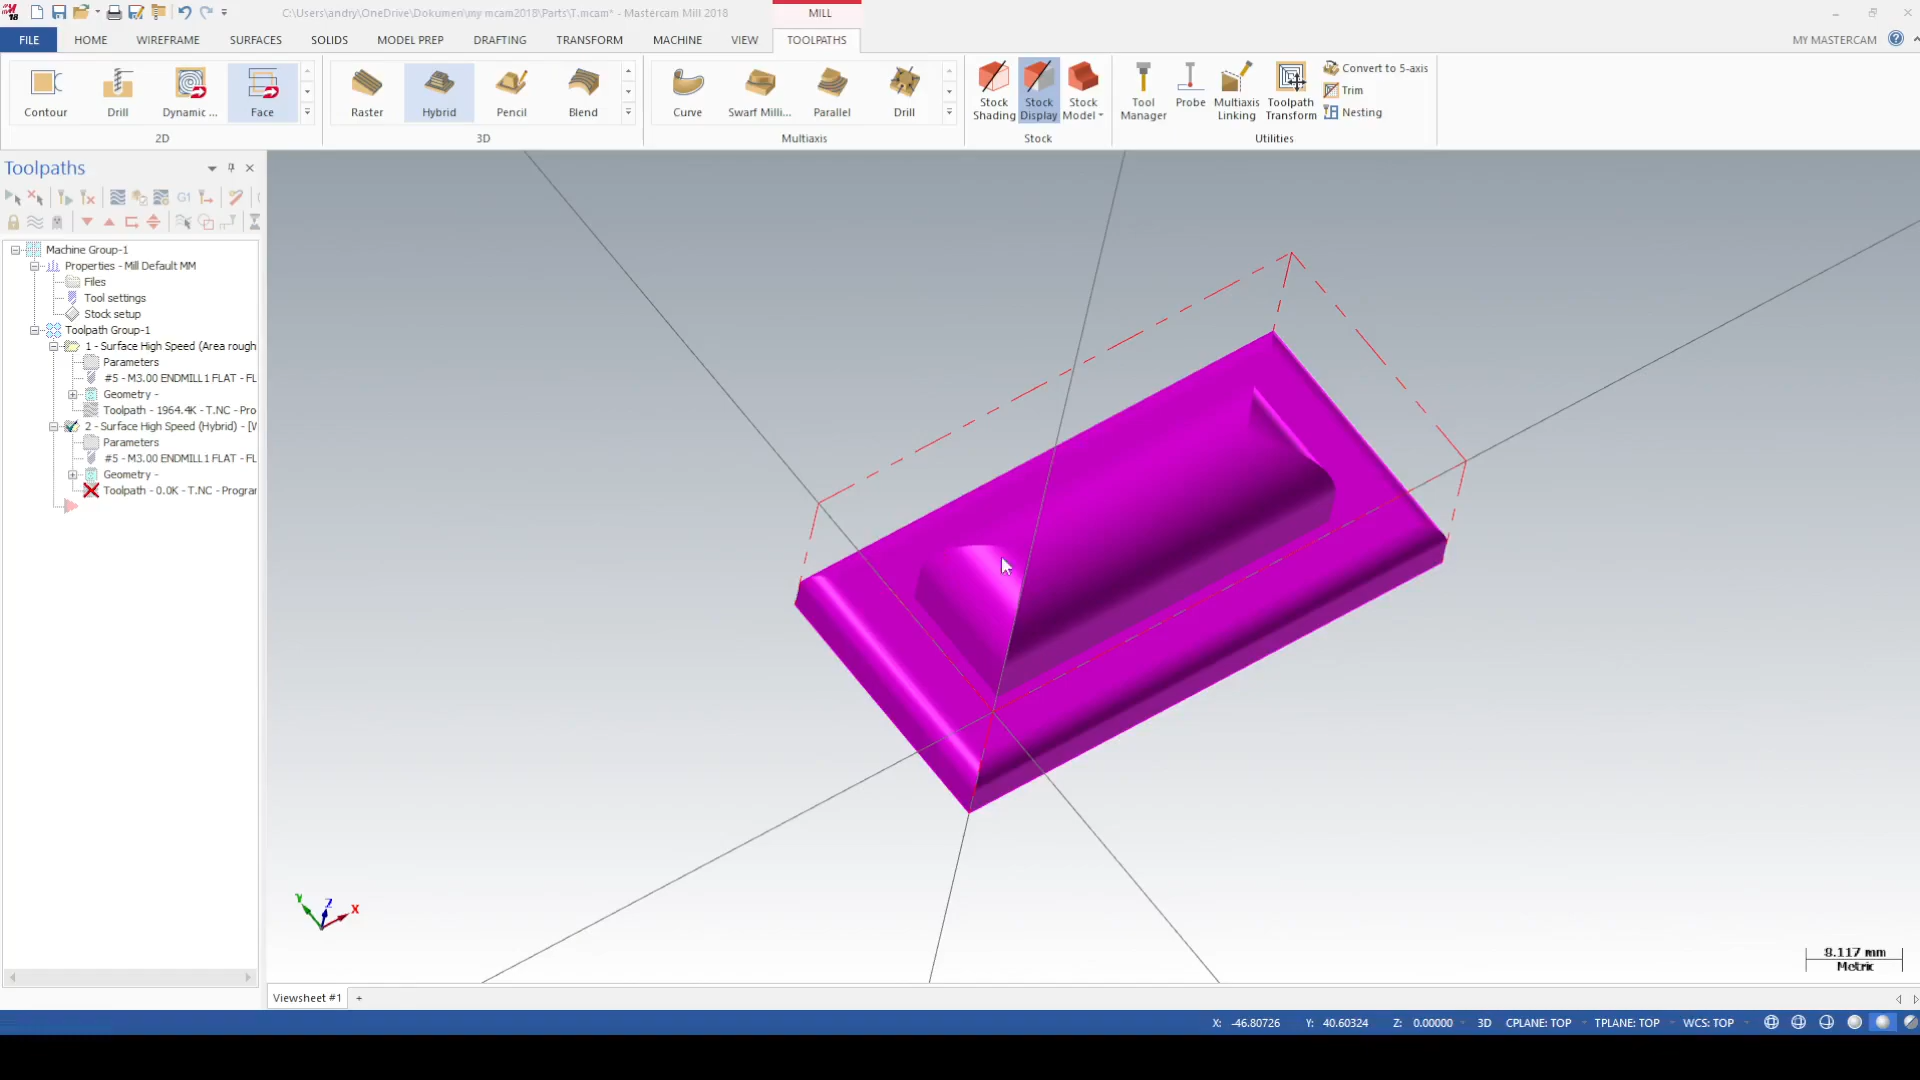 C:\Users\andry\OneDrive\Dokumen\my mcam2018\Parts\T.mcam* - Mastercam Mill 2018
MILL
FILE HOME WIREFRAME SURFACES SOLIDS MODEL PREP DRAFTING TRANSFORM MACHINE VIEW TOOLPATHS MY MASTERCAM
Contour Drill Dynamic ... Face
2D
Raster Hybrid Pencil Blend
3D
Curve Swarf Milli... Parallel Drill
Multiaxis
Stock Shading Stock Display Stock Model
Stock
Tool Manager Probe Multiaxis Linking Toolpath Transform
Convert to 5-axis
Trim
Nesting
Utilities
Toolpaths
G1
Machine Group-1
Properties - Mill Default MM
Files
Tool settings
Stock setup
Toolpath Group-1
1 - Surface High Speed (Area rough
Parameters
#5 - M3.00 ENDMILL1 FLAT - FL
Geometry -
Toolpath - 1964.4K - T.NC - Pro
2 - Surface High Speed (Hybrid) - [W
Parameters
#5 - M3.00 ENDMILL1 FLAT - FL
Geometry -
Toolpath - 0.0K - T.NC - Prograr
Y Z X
8.117 mm
Metric
Viewsheet #1 +
X: -46.80726 Y: 40.60324 Z: 0.00000 3D CPLANE: TOP TPLANE: TOP WCS: TOP